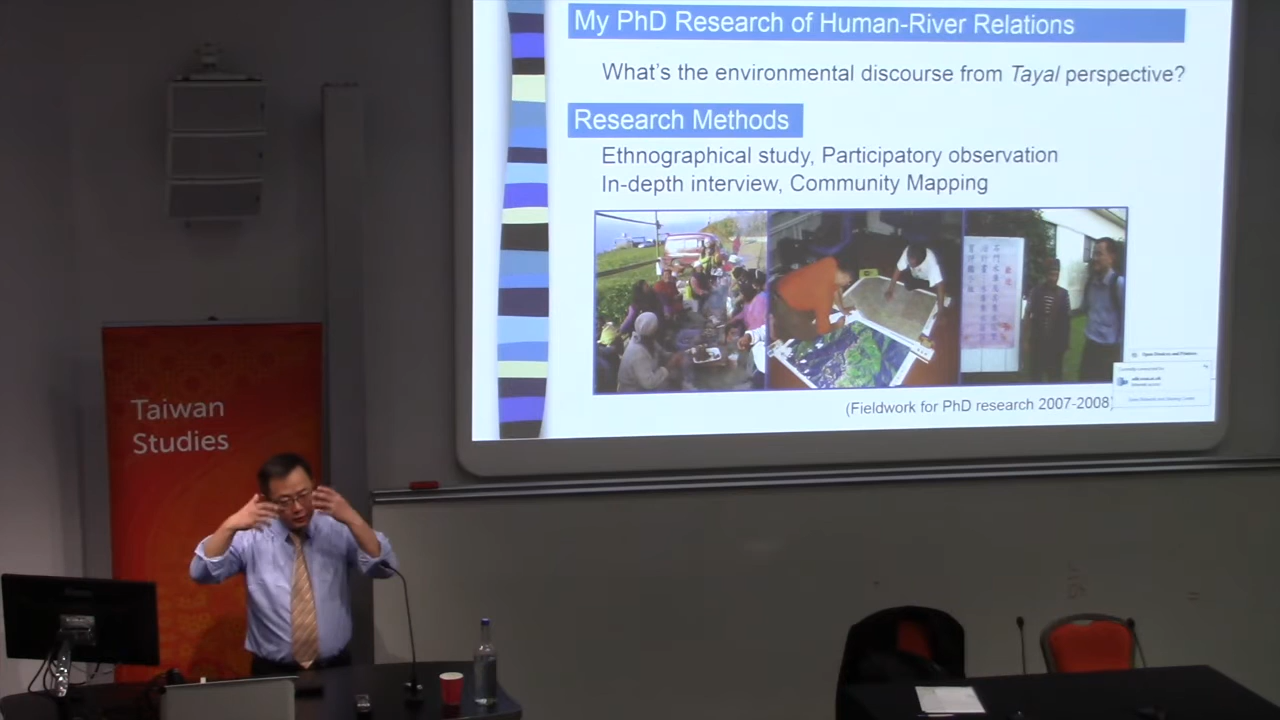 My PhD Research of Human-River Relations
What's the environmental discourse from Tayal perspective?
Research Methods
Ethnographical study, Participatory observation
In-depth interview, Community Mapping
(Fieldwork for PhD research 2007-2008)
Taiwan
Studies